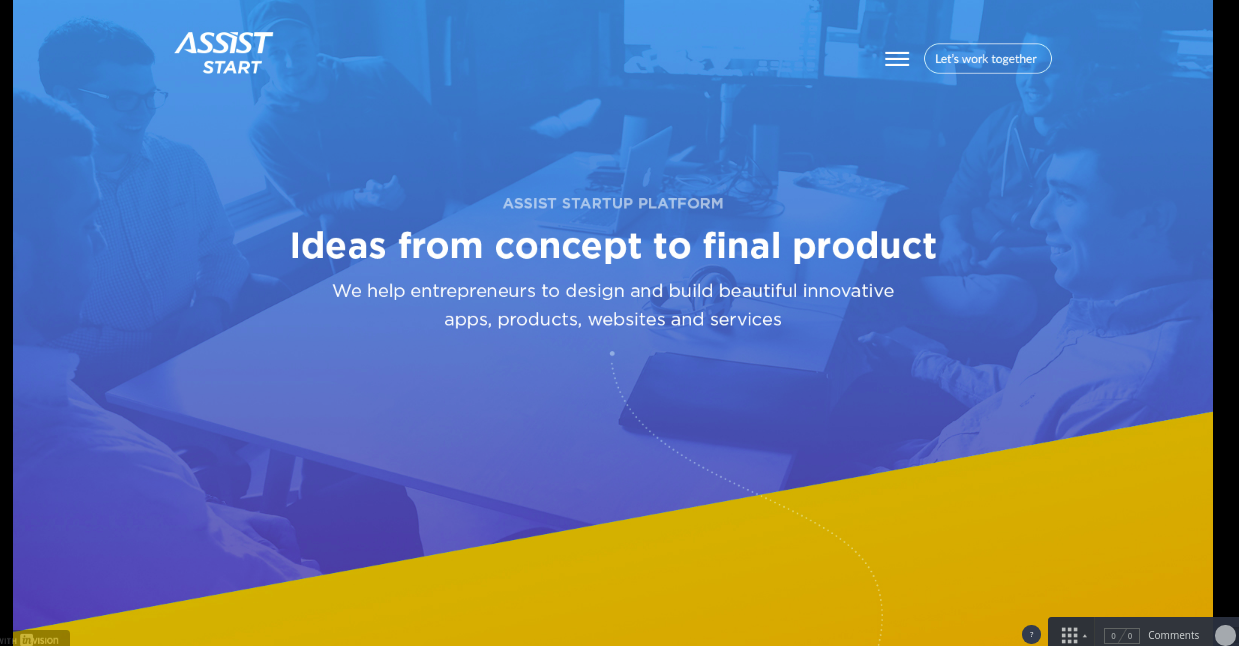 ASSIST
START
Let's work together
ASSIST STARTUP PLATFORM
Ideas from concept to final product
We help entrepreneurs to design and build beautiful innovative
apps, products, websites and services
WITH invision
?
0 / 0
Comments